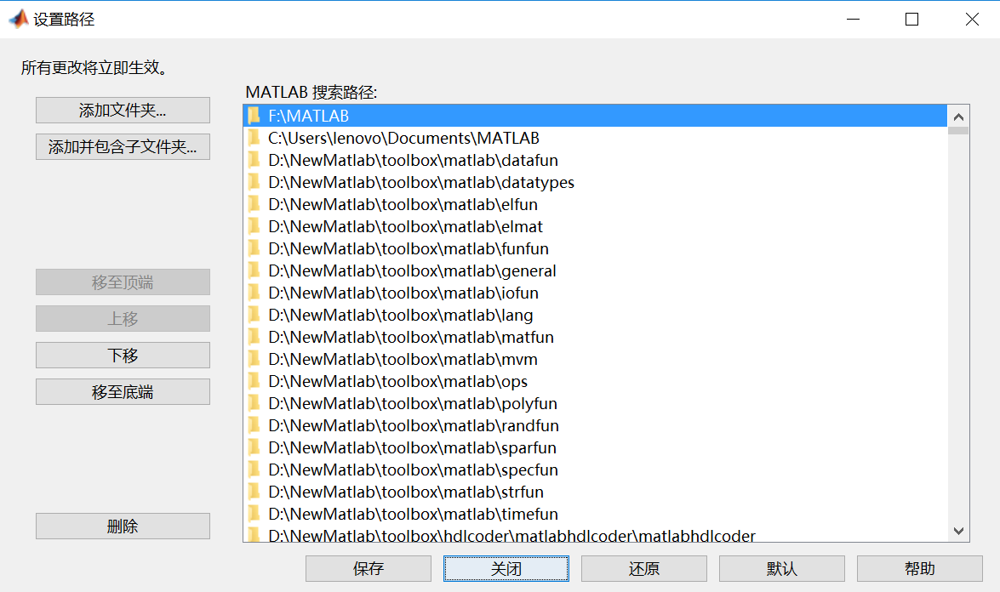 设置路径
所有更改将立即生效。
添加文件夹...
添加并包含子文件夹...
移至顶端
上移
下移
移至底端
删除
MATLAB 搜索路径:
F:\MATLAB
C:\Users\lenovo\Documents\MATLAB
D:\NewMatlab\toolbox\matlab\datafun
D:\NewMatlab\toolbox\matlab\datatypes
D:\NewMatlab\toolbox\matlab\elfun
D:\NewMatlab\toolbox\matlab\elmat
D:\NewMatlab\toolbox\matlab\funfun
D:\NewMatlab\toolbox\matlab\general
D:\NewMatlab\toolbox\matlab\iofun
D:\NewMatlab\toolbox\matlab\lang
D:\NewMatlab\toolbox\matlab\matfun
D:\NewMatlab\toolbox\matlab\mvm
D:\NewMatlab\toolbox\matlab\ops
D:\NewMatlab\toolbox\matlab\polyfun
D:\NewMatlab\toolbox\matlab\randfun
D:\NewMatlab\toolbox\matlab\sparfun
D:\NewMatlab\toolbox\matlab\specfun
D:\NewMatlab\toolbox\matlab\strfun
D:\NewMatlab\toolbox\matlab\timefun
D:\NewMatlab\toolbox\hdlcoder\matlabhdlcoder\matlabhdlcoder
保存 关闭 还原 默认 帮助